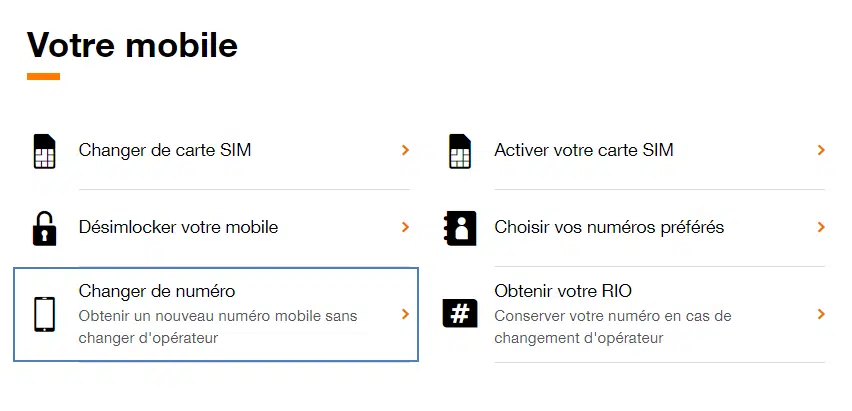 Votre mobile
Changer de carte SIM
Activer votre carte SIM
Désimlocker votre mobile
Choisir vos numéros préférés
Changer de numéro
Obtenir un nouveau numéro mobile sans
changer d'opérateur
Obtenir votre RIO
Conserver votre numéro en cas de
changement d'opérateur